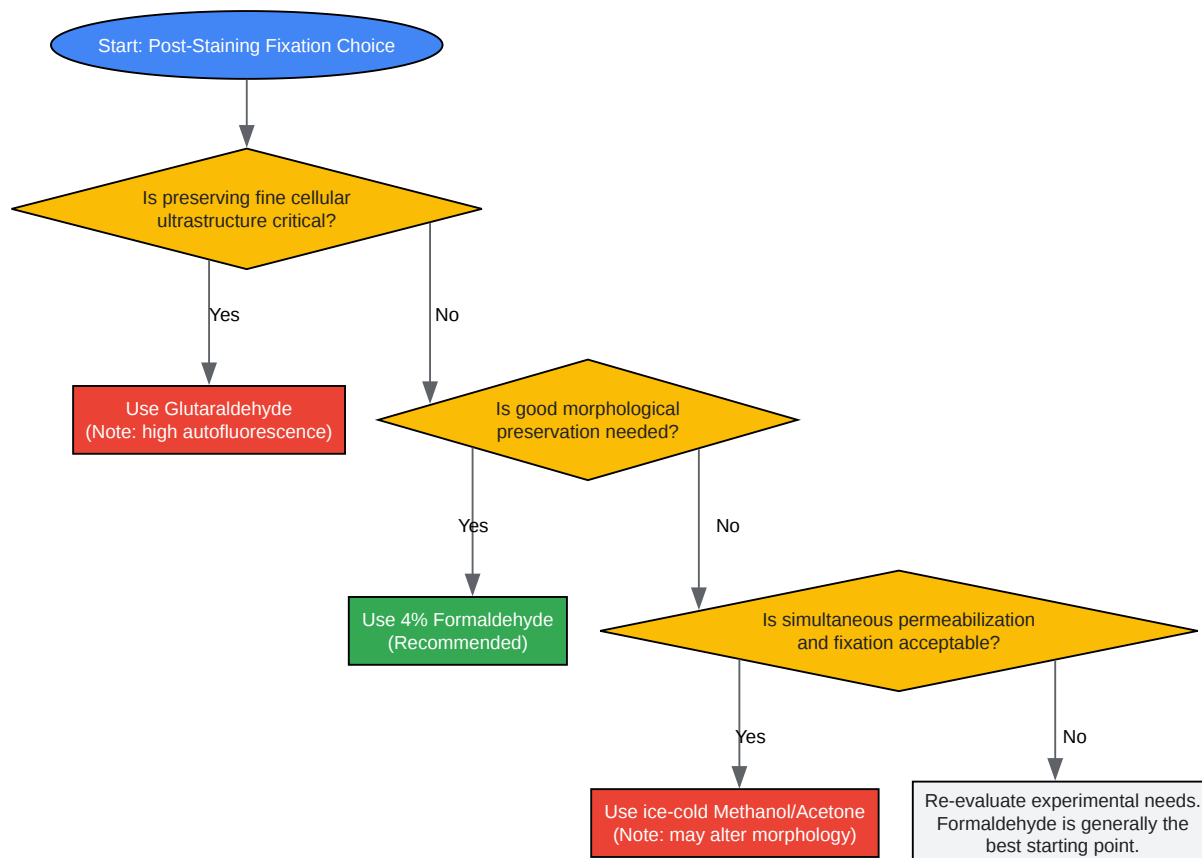 Start: Post-Staining Fixation Choice
Is preserving fine cellular
ultrastructure critical?
Yes
No
Use Glutaraldehyde
(Note: high autofluorescence)
Is good morphological
preservation needed?
Yes
No
Use 4% Formaldehyde
(Recommended)
Is simultaneous permeabilization
and fixation acceptable?
Yes
No
Use ice-cold Methanol/Acetone
(Note: may alter morphology)
Re-evaluate experimental needs.
Formaldehyde is generally the
best starting point.